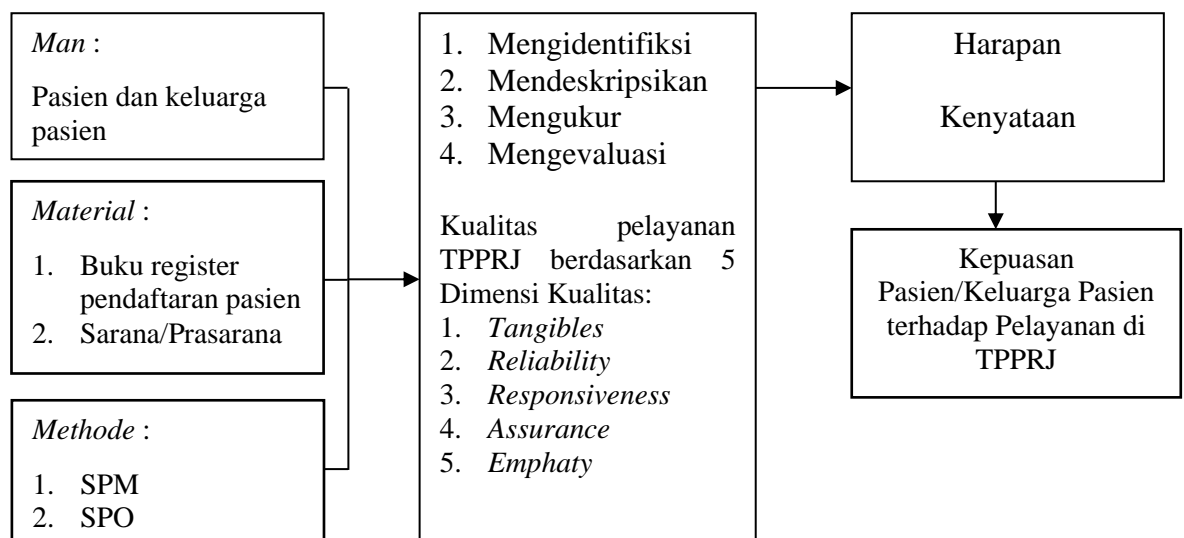 Man :
Pasien dan keluarga
pasien
Material :
1. Buku register
pendaftaran pasien
2. Sarana/Prasarana
Methode :
1. SPM
2. SPO
1. Mengidentifiksi
2. Mendeskripsikan
3. Mengukur
4. Mengevaluasi
Kualitas pelayanan
TPPRJ berdasarkan 5
Dimensi Kualitas:
1. Tangibles
2. Reliability
3. Responsiveness
4. Assurance
5. Emphaty
Harapan
Kenyataan
Kepuasan
Pasien/Keluarga Pasien
terhadap Pelayanan di
TPPRJ